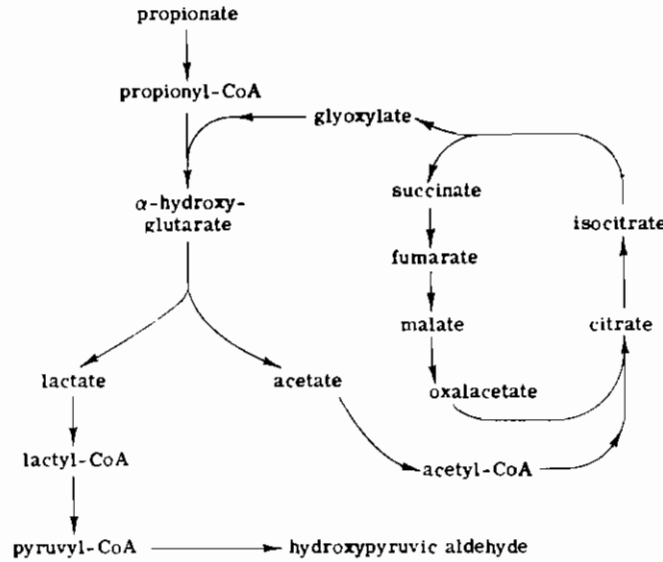 propionate
propionyl-CoA
glyoxylate
α-hydroxy-
glutarate
succinate
isocitrate
fumarate
malate
citrate
lactate
acetate
oxalacetate
lactyl-CoA
acetyl-CoA
pyruvyl-CoA
hydroxypyruvic aldehyde